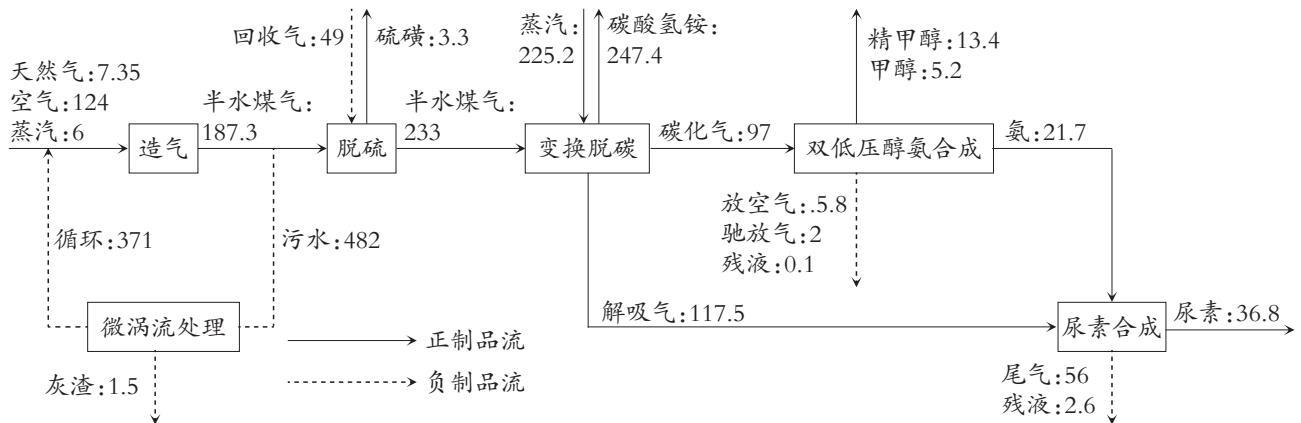 回收气:49
硫磺:3.3
蒸汽:
225.2
碳酸氢铵:
247.4
精甲醇:13.4
甲醇:5.2
天然气:7.35
空气:124
蒸汽:6
半水煤气:
187.3
半水煤气:
233
碳化气:97
氨:21.7
造气
脱硫
变换脱碳
双低压醇氨合成
循环:371
污水:482
放空气:.5.8
驰放气:2
残液:0.1
微涡流处理
解吸气:117.5
尿素合成
尿素:36.8
正制品流
负制品流
灰渣:1.5
尾气:56
残液:2.6